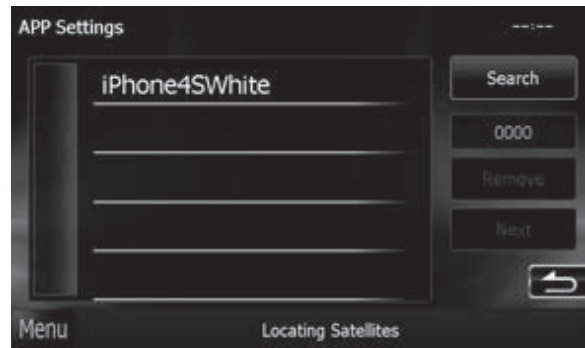 APP Settings
--:--
iPhone4SWhite
Search
0000
Remove
Next
Menu
Locating Satellites